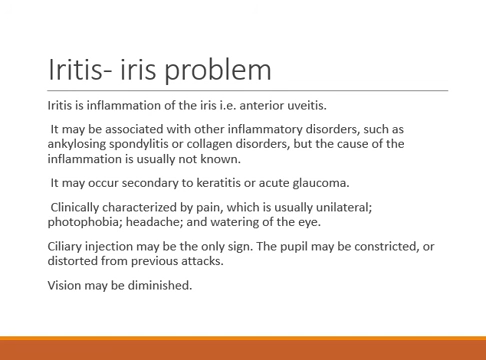 Iritis- iris problem
Iritis is inflammation of the iris i.e. anterior uveitis.
It may be associated with other inflammatory disorders, such as
ankylosing spondylitis or collagen disorders, but the cause of the
inflammation is usually not known.
It may occur secondary to keratitis or acute glaucoma.
Clinically characterized by pain, which is usually unilateral;
photophobia; headache; and watering of the eye.
Ciliary injection may be the only sign. The pupil may be constricted, or
distorted from previous attacks.
Vision may be diminished.